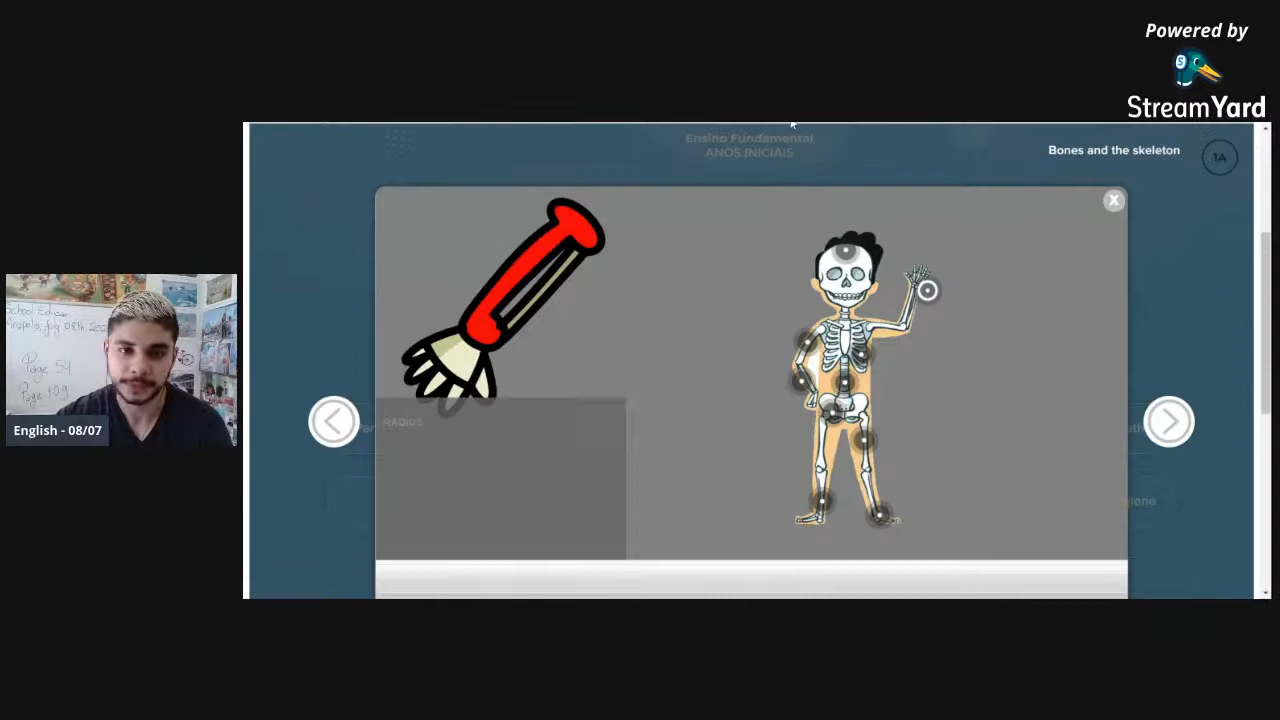 Powered by
StreamYard
Ensino Fundamental
ANOS INICIAIS
Bones and the skeleton
1A
X
RADIUS
School
July 08th
Page 54
Page 109
English - 08/07